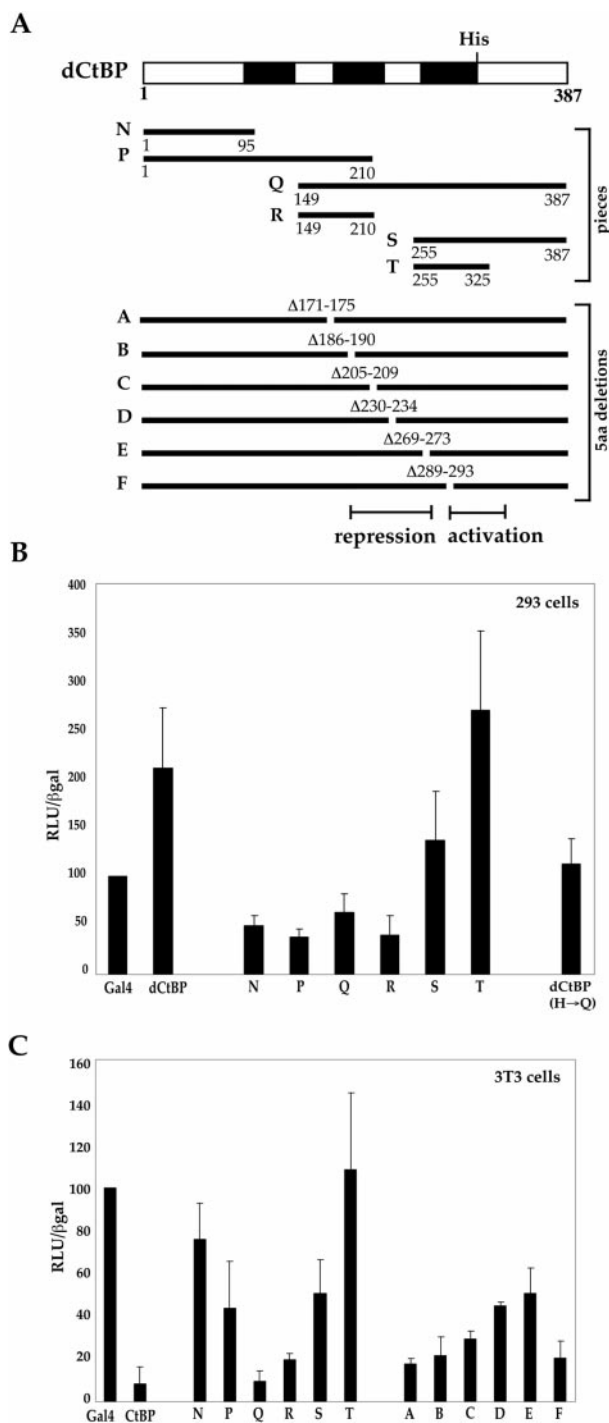 A
His
dCtBP
1 387
N
1 95
P
1 210
Q
149 387
R
149 210
S
255 387
T
255 325
pieces
Δ171-175
A
Δ186-190
B
Δ205-209
C
Δ230-234
D
Δ269-273
E
Δ289-293
F
5aa deletions
repression activation
B
293 cells
RLU/βgal
400
350
300
250
200
100
50
0
Gal4 dCtBP N P Q R S T dCtBP
(H→Q)
C
3T3 cells
RLU/βgal
160
140
120
100
80
60
40
20
0
Gal4 CtBP N P Q R S T A B C D E F